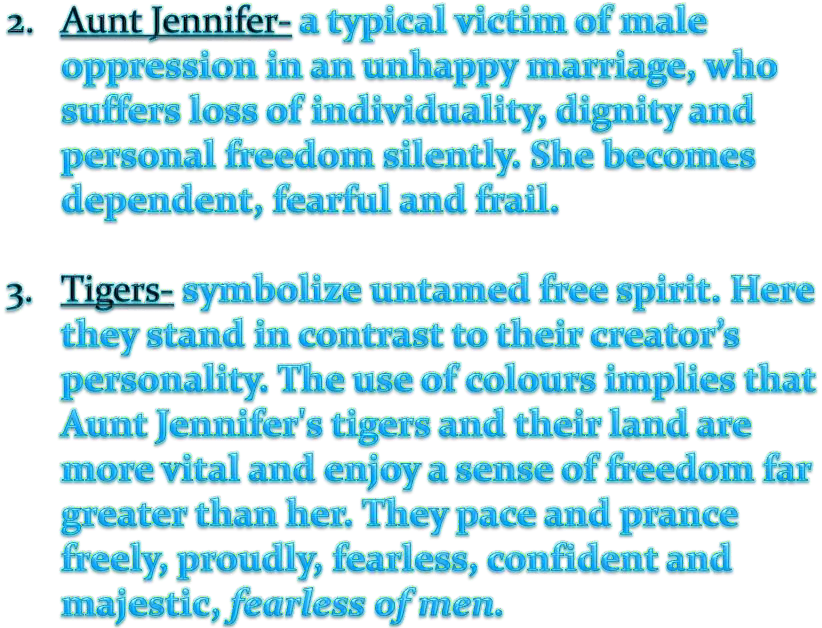 2. Aunt Jennifer- a typical victim of male
oppression in an unhappy marriage, who
suffers loss of individuality, dignity and
personal freedom silently. She becomes
dependent, fearful and frail.
3. Tigers- symbolize untamed free spirit. Here
they stand in contrast to their creator’s
personality. The use of colours implies that
Aunt Jennifer's tigers and their land are
more vital and enjoy a sense of freedom far
greater than her. They pace and prance
freely, proudly, fearless, confident and
majestic, fearless of men.